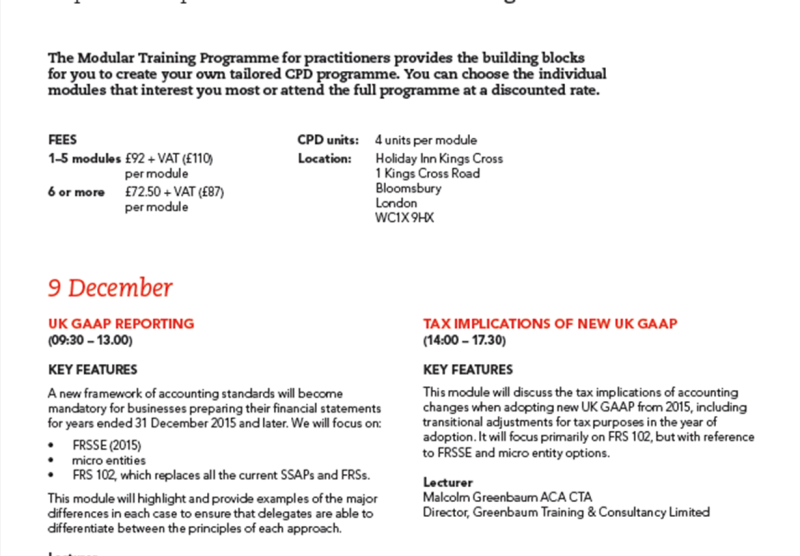 The Modular Training Programme for practitioners provides the building blocks
for you to create your own tailored CPD programme. You can choose the individual
modules that interest you most or attend the full programme at a discounted rate.
FEES
1–5 modules £92 + VAT (£110)
per module
6 or more £72.50 + VAT (£87)
per module
CPD units: 4 units per module
Location: Holiday Inn Kings Cross
1 Kings Cross Road
Bloomsbury
London
WC1X 9HX
9 December
UK GAAP REPORTING
(09:30 – 13.00)
KEY FEATURES
A new framework of accounting standards will become
mandatory for businesses preparing their financial statements
for years ended 31 December 2015 and later. We will focus on:
• FRSSE (2015)
• micro entities
• FRS 102, which replaces all the current SSAPs and FRSs.
This module will highlight and provide examples of the major
differences in each case to ensure that delegates are able to
differentiate between the principles of each approach.
TAX IMPLICATIONS OF NEW UK GAAP
(14:00 – 17.30)
KEY FEATURES
This module will discuss the tax implications of accounting
changes when adopting new UK GAAP from 2015, including
transitional adjustments for tax purposes in the year of
adoption. It will focus primarily on FRS 102, but with reference
to FRSSE and micro entity options.
Lecturer
Malcolm Greenbaum ACA CTA
Director, Greenbaum Training & Consultancy Limited